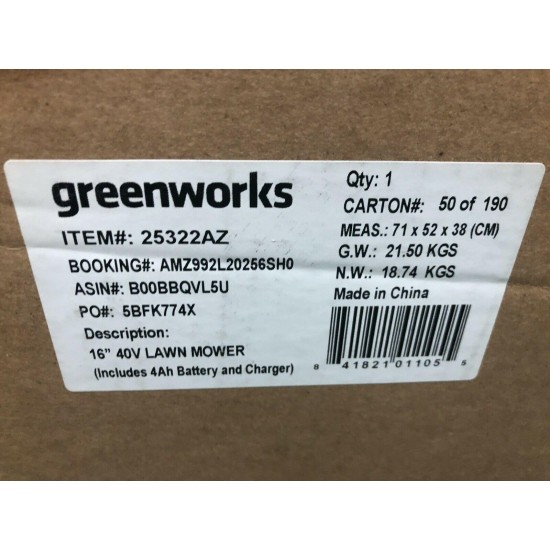 greenworks
ITEM#: 25322AZ
BOOKING#: AMZ992L20256SH0
ASIN#: B00BBQVL5U
PO#: 5BFK774X
Description:
16” 40V LAWN MOWER
(Includes 4Ah Battery and Charger)
Qty: 1
CARTON#: 50 of 190
MEAS.: 71 x 52 x 38 (CM)
G.W.: 21.50 KGS
N.W.: 18.74 KGS
Made in China
8 41821 01105 5